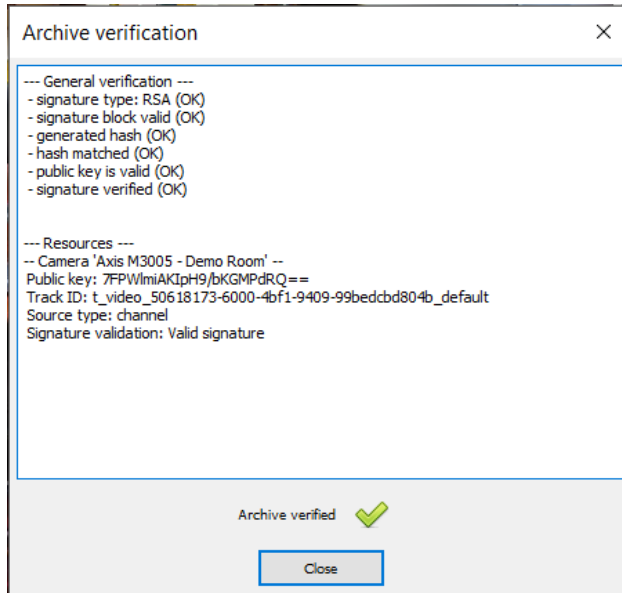 Archive verification
--- General verification ---
- signature type: RSA (OK)
- signature block valid (OK)
- generated hash (OK)
- hash matched (OK)
- public key is valid (OK)
- signature verified (OK)
--- Resources ---
-- Camera 'Axis M3005 - Demo Room' --
Public key: 7FPWlmiAKIpH9/bKGMPdRQ==
Track ID: t_video_50618173-6000-4bf1-9409-99bedcbd804b_default
Source type: channel
Signature validation: Valid signature
Archive verified
Close